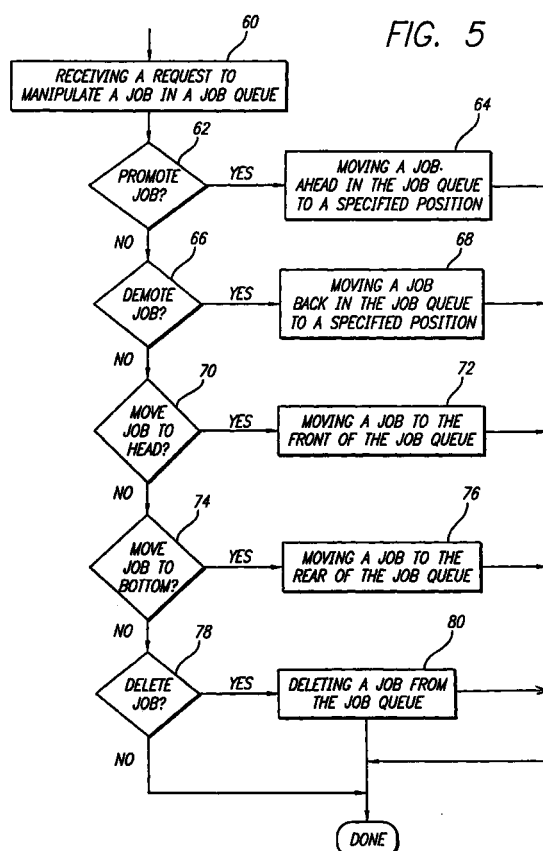 FIG. 5
60
RECEIVING A REQUEST TO
MANIPULATE A JOB IN A JOB QUEUE
62
PROMOTE
JOB?
YES
64
MOVING A JOB.
AHEAD IN THE JOB QUEUE
TO A SPECIFIED POSITION
NO
66
DEMOTE
JOB?
YES
68
MOVING A JOB
BACK IN THE JOB QUEUE
TO A SPECIFIED POSITION
NO
70
MOVE
JOB TO
HEAD?
YES
72
MOVING A JOB TO THE
FRONT OF THE JOB QUEUE
NO
74
MOVE
JOB TO
BOTTOM?
YES
76
MOVING A JOB TO THE
REAR OF THE JOB QUEUE
NO
78
DELETE
JOB?
YES
80
DELETING A JOB FROM
THE JOB QUEUE
NO
DONE